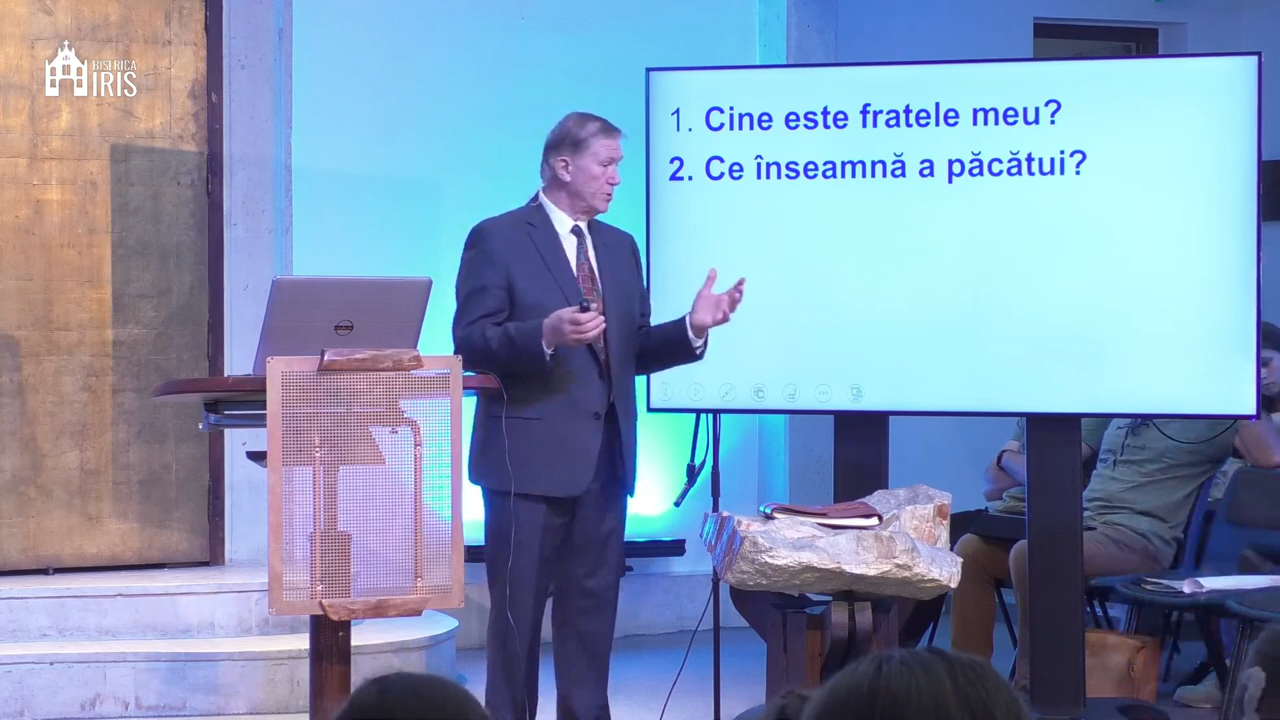 BISERICA
IRIS
1. Cine este fratele meu?
2. Ce înseamnă a păcătui?